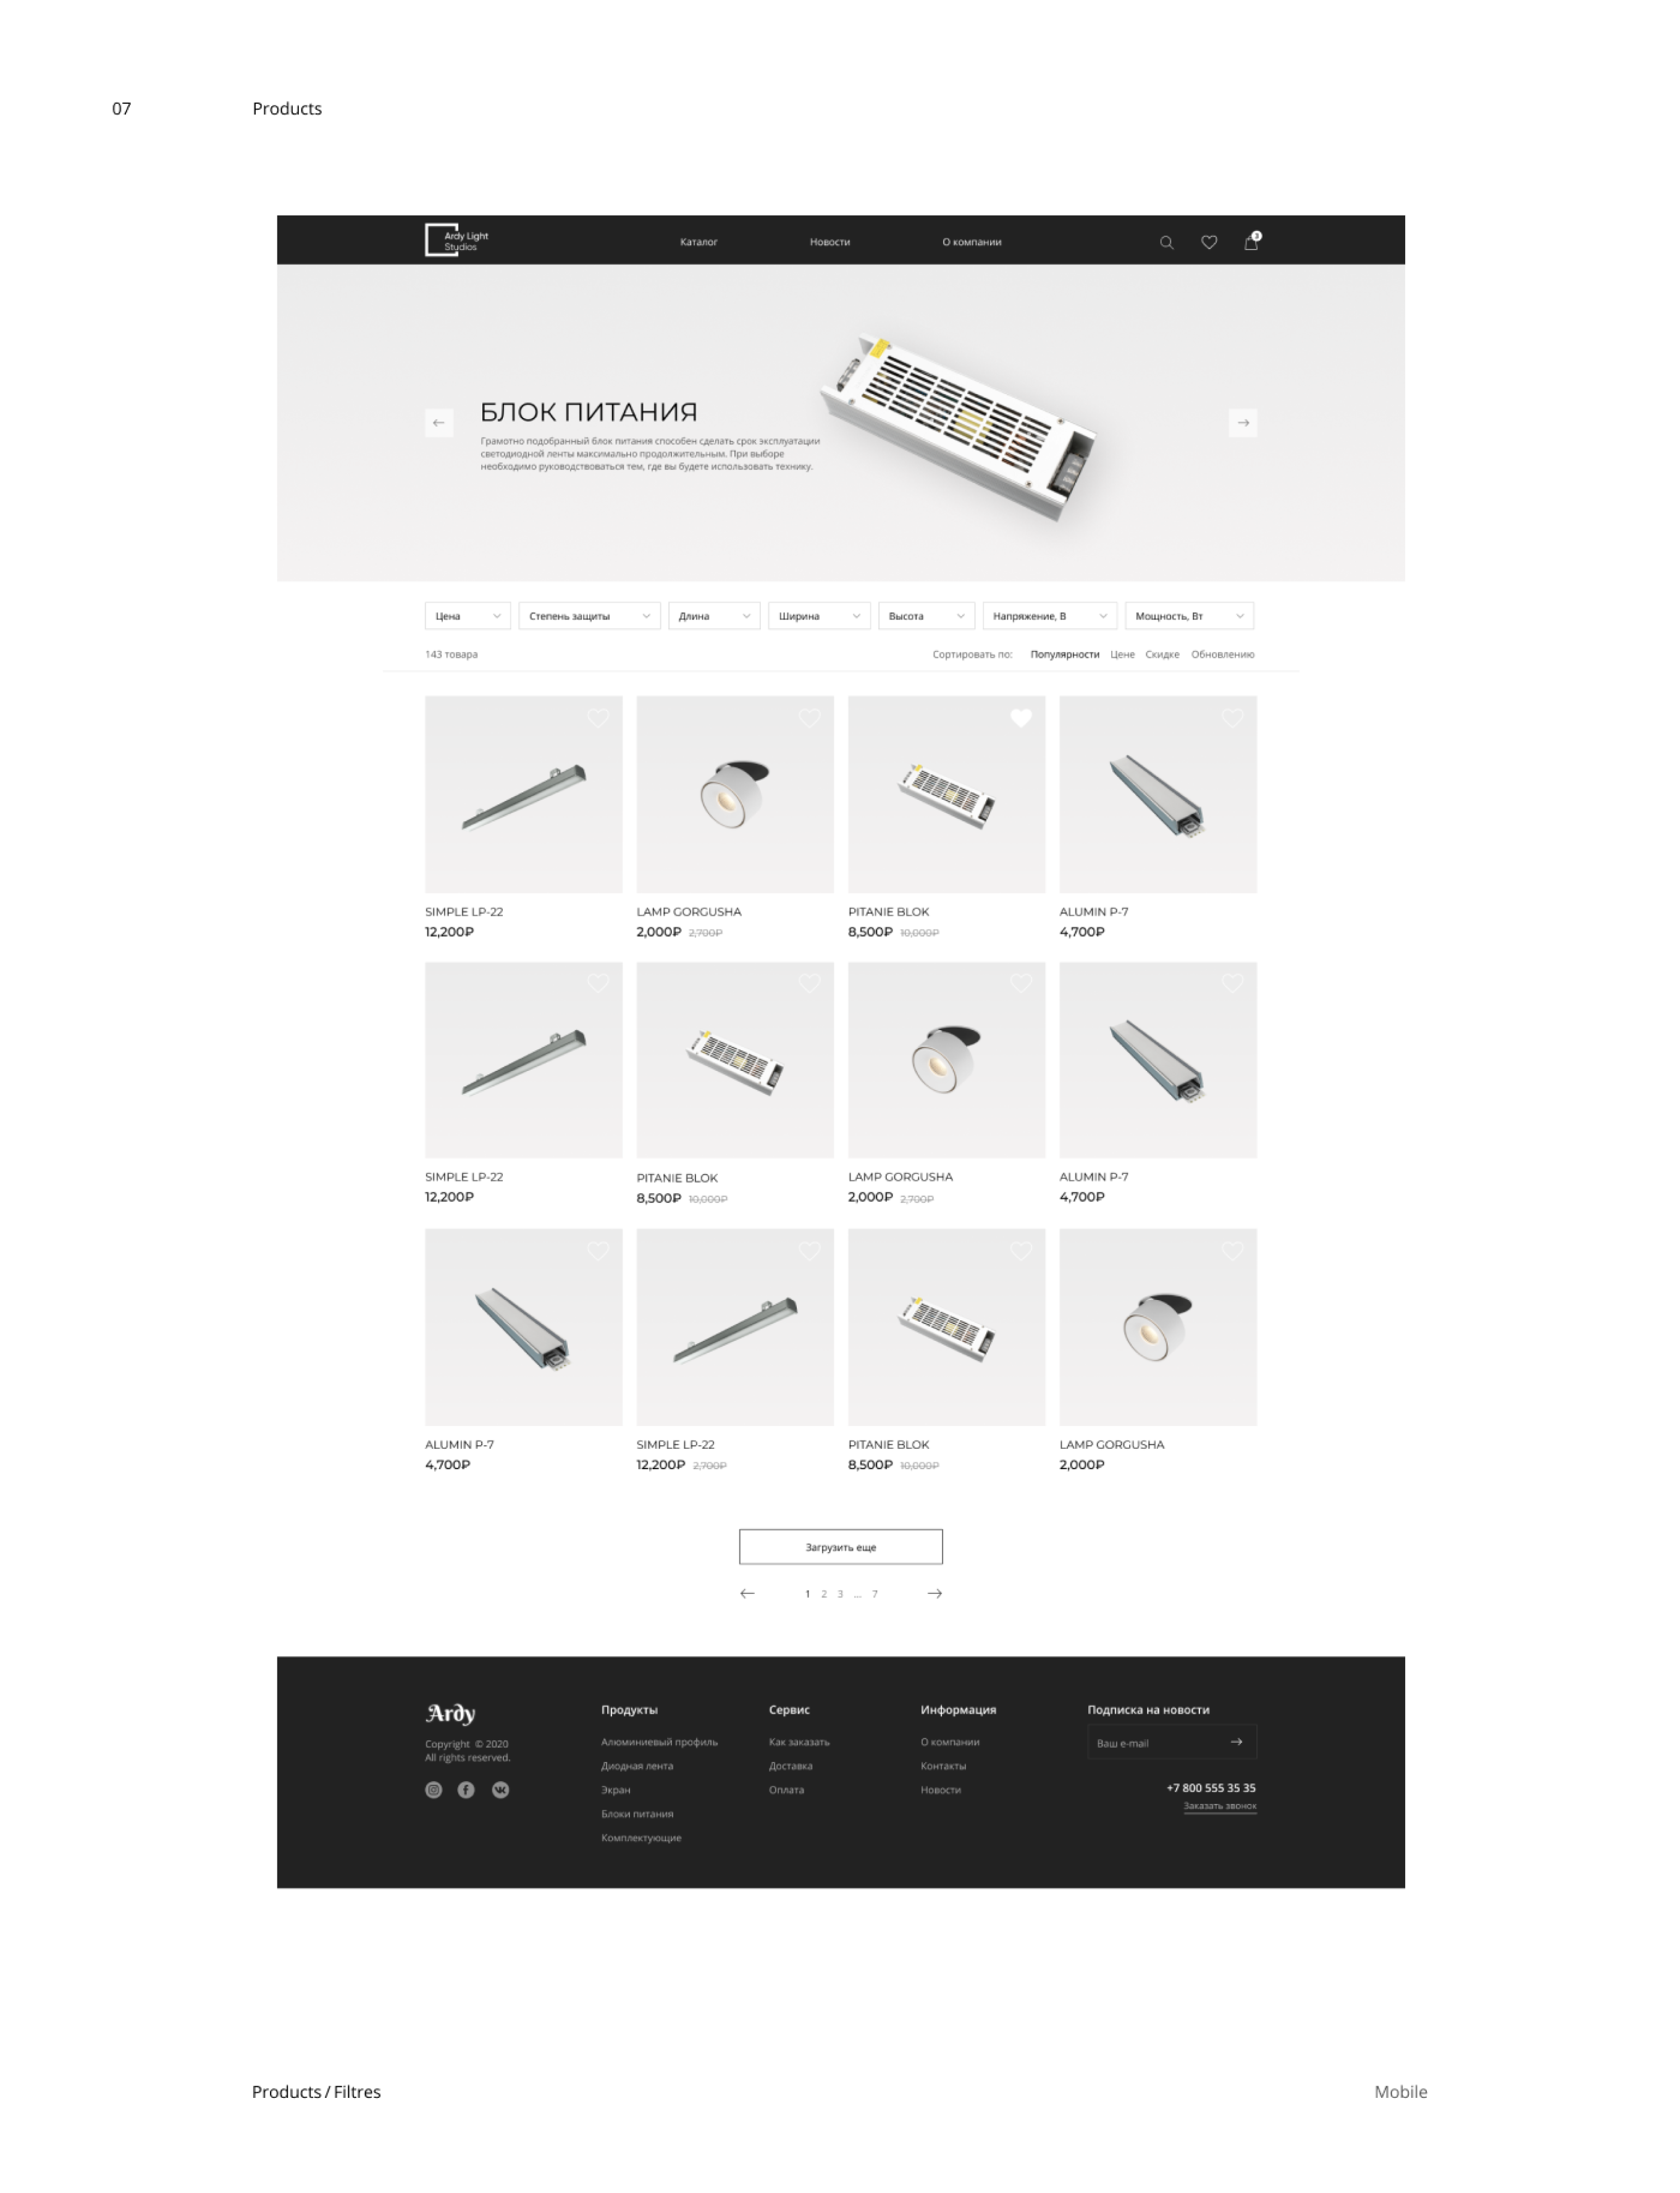 07
Products
Ardy Light
Studios
Каталог
Новости
О компании
3
БЛОК ПИТАНИЯ
Грамотно подобранный блок питания способен сделать срок эксплуатации
светодиодной ленты максимально продолжительным. При выборе
необходимо руководствоваться тем, где вы будете использовать технику.
Цена
Степень защиты
Длина
Ширина
Высота
Напряжение, В
Мощность, Вт
143 товара
Сортировать по: Популярности Цене Скидке Обновлению
SIMPLE LP-22
12,200₽
LAMP GORGUSHA
2,000₽ 2,700₽
PITANIE BLOK
8,500₽ 10,000₽
ALUMIN P-7
4,700₽
SIMPLE LP-22
12,200₽
PITANIE BLOK
8,500₽ 10,000₽
LAMP GORGUSHA
2,000₽ 2,700₽
ALUMIN P-7
4,700₽
ALUMIN P-7
4,700₽
SIMPLE LP-22
12,200₽ 2,700₽
PITANIE BLOK
8,500₽ 10,000₽
LAMP GORGUSHA
2,000₽
Загрузить еще
1 2 3 ... 7
Ardy
Copyright © 2020
All rights reserved.
Продукты
Алюминиевый профиль
Диодная лента
Экран
Блоки питания
Комплектующие
Сервис
Как заказать
Доставка
Оплата
Информация
О компании
Контакты
Новости
Подписка на новости
Ваш e-mail
+7 800 555 35 35
Заказать звонок
Products / Filtres
Mobile